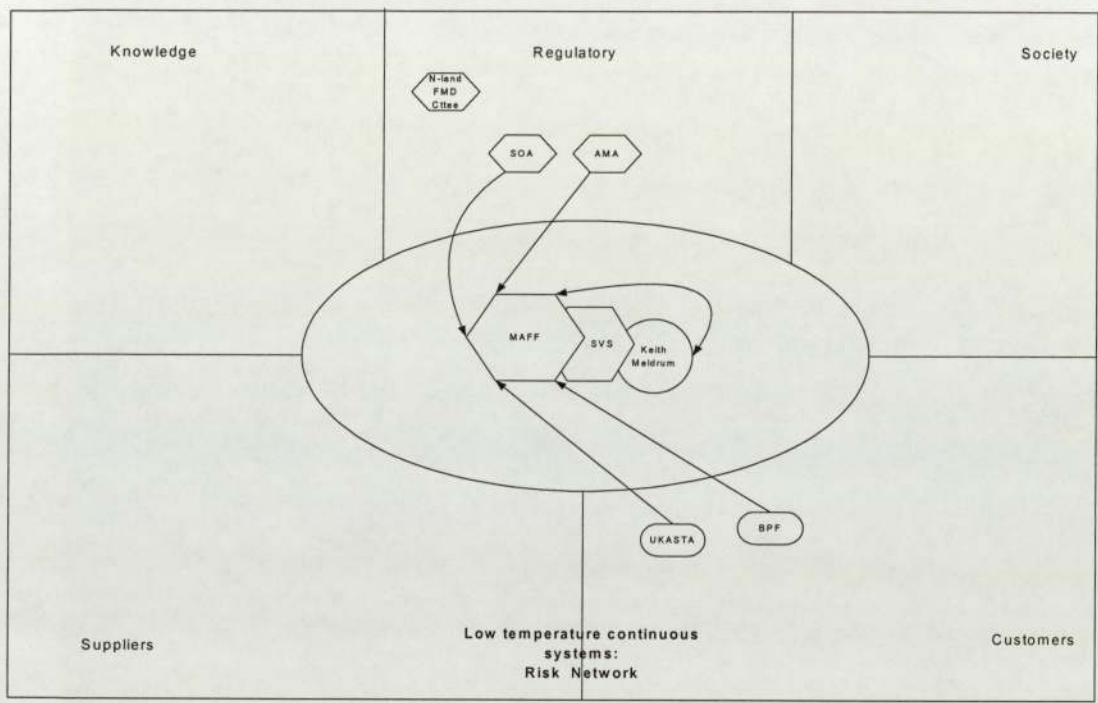 Knowledge
Regulatory
Society
N-land
FMD
Cttee
SOA
AMA
MAFF
SVS
Keith
Meldrum
UKASTA
BPF
Suppliers
Low temperature continuous
systems:
Risk Network
Customers